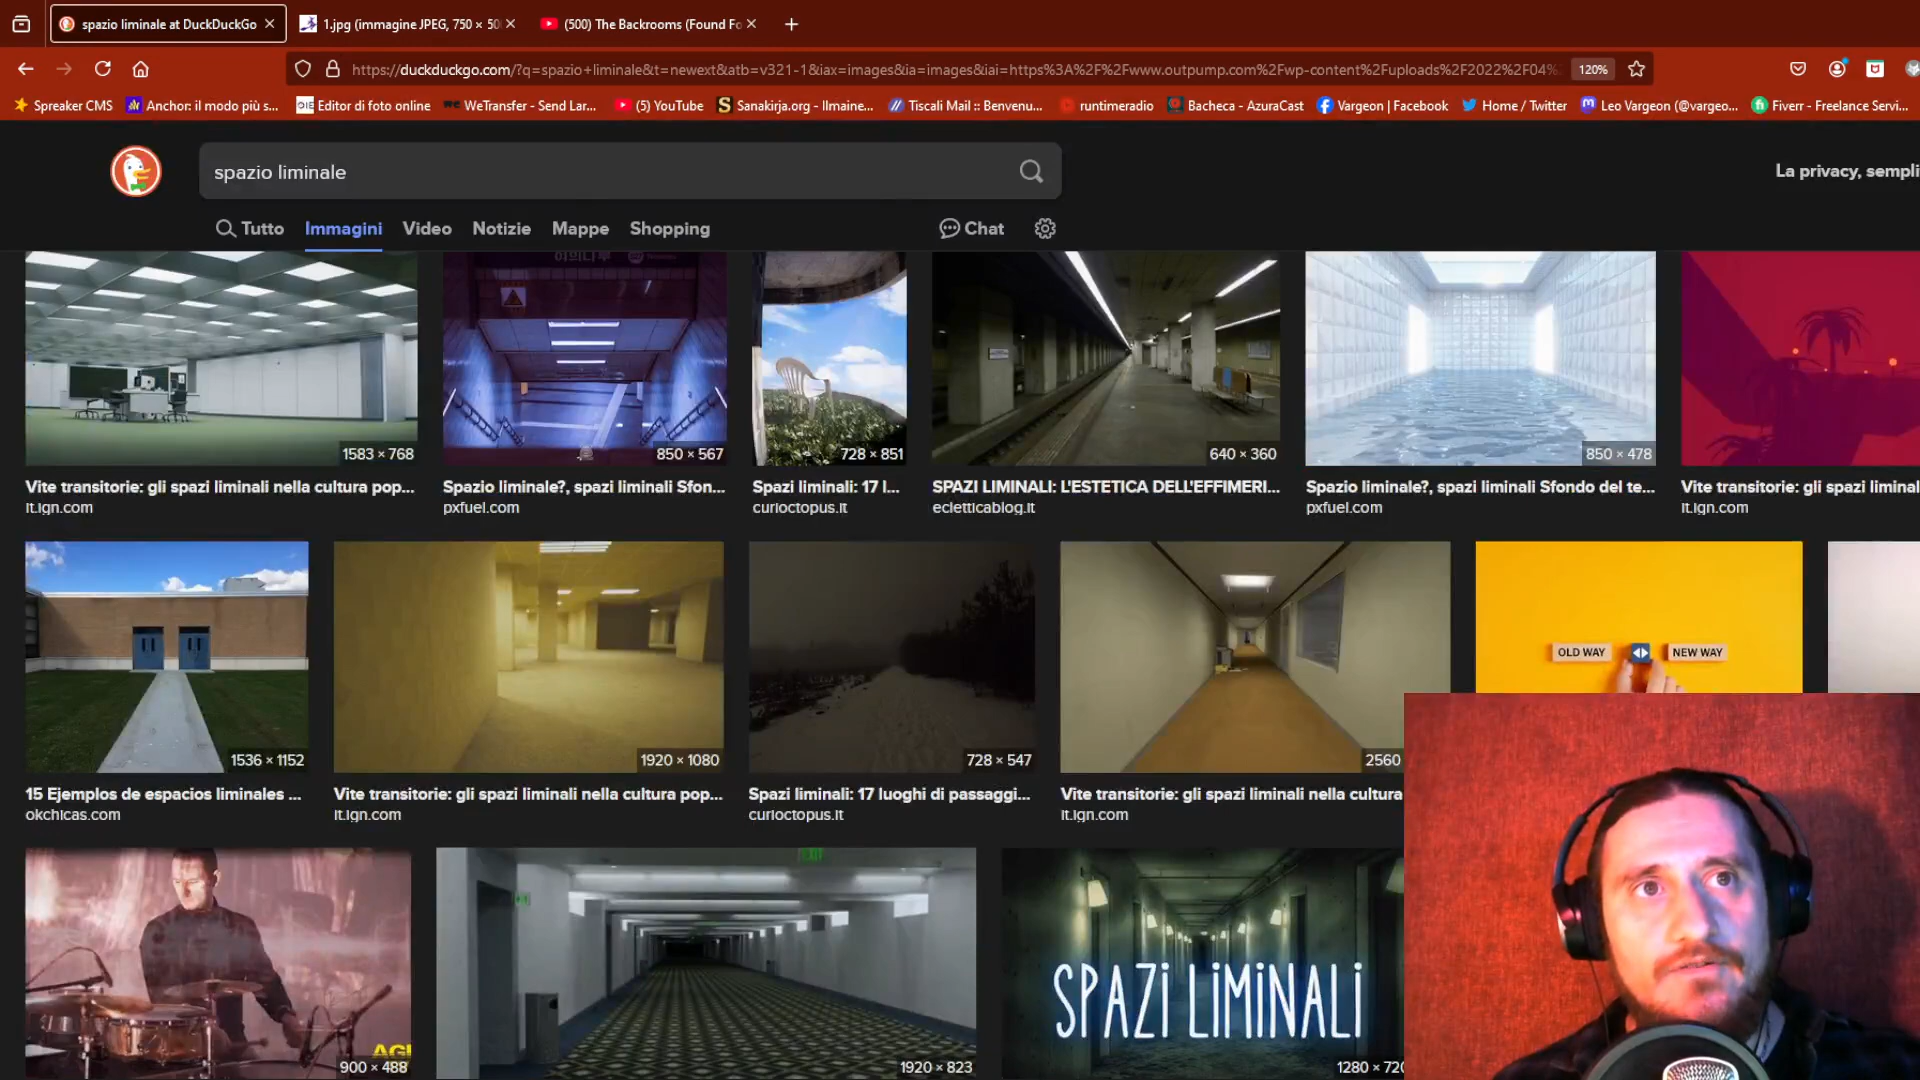 spazio liminale at DuckDuckGo
1.jpg (immagine JPEG, 750 × 50
(500) The Backrooms (Found Fo
https://duckduckgo.com/?q=spazio+liminale&t=newext&atb=v321-1&iax=images&ia=images&iai=https%3A%2F%2Fwww.outpump.com%2Fwp-content%2Fuploads%2F2022%2F04%
120%
Spreaker CMS
Anchor: il modo più s...
Editor di foto online
WeTransfer - Send Lar...
(5) YouTube
Sanakirja.org - Ilmaine...
Tiscali Mail :: Benvenu...
runtimeradio
Bacheca - AzuraCast
Vargeon | Facebook
Home / Twitter
Leo Vargeon (@vargeo...
Fiverr - Freelance Servi...
spazio liminale
La privacy, sempli
Tutto
Immagini
Video
Notizie
Mappe
Shopping
Chat
1583 × 768
850 × 567
728 × 851
640 × 360
850 × 478
Vite transitorie: gli spazi liminali nella cultura pop...
it.ign.com
Spazio liminale?, spazi liminali Sfon...
pxfuel.com
Spazi liminali: 17 l...
curioctopus.it
SPAZI LIMINALI: L'ESTETICA DELL'EFFIMERI...
ecletticablog.it
Spazio liminale?, spazi liminali Sfondo del te...
pxfuel.com
Vite transitorie: gli spazi liminal
it.ign.com
OLD WAY
NEW WAY
1536 × 1152
1920 × 1080
728 × 547
2560
15 Ejemplos de espacios liminales ...
okchicas.com
Vite transitorie: gli spazi liminali nella cultura pop...
it.ign.com
Spazi liminali: 17 luoghi di passaggi...
curioctopus.it
Vite transitorie: gli spazi liminali nella cultura
it.ign.com
SPAZI LIMINALI
AGI
900 × 488
1920 × 823
1280 × 720